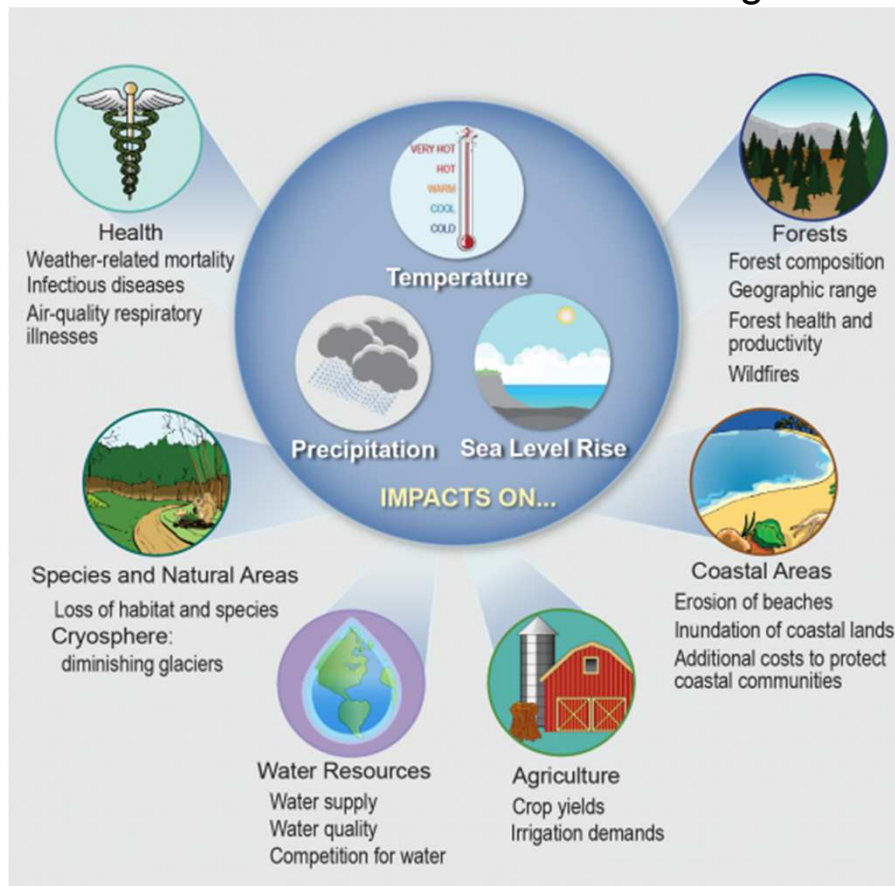 VERY HOT
HOT
WARM
COOL
COLD
Temperature
Precipitation
Sea Level Rise
IMPACTS ON...
Health
Weather-related mortality
Infectious diseases
Air-quality respiratory
illnesses
Species and Natural Areas
Loss of habitat and species
Cryosphere:
diminishing glaciers
Water Resources
Water supply
Water quality
Competition for water
Agriculture
Crop yields
Irrigation demands
Coastal Areas
Erosion of beaches
Inundation of coastal lands
Additional costs to protect
coastal communities
Forests
Forest composition
Geographic range
Forest health and
productivity
Wildfires